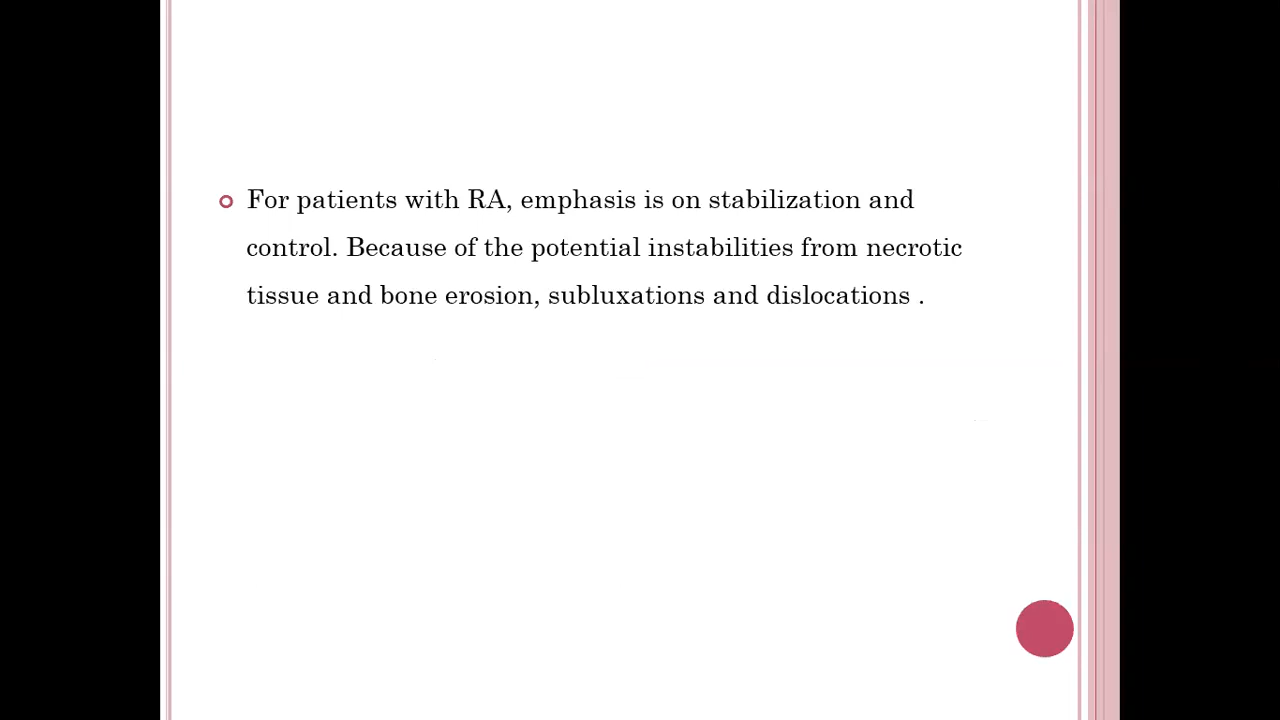 For patients with RA, emphasis is on stabilization and
control. Because of the potential instabilities from necrotic
tissue and bone erosion, subluxations and dislocations .